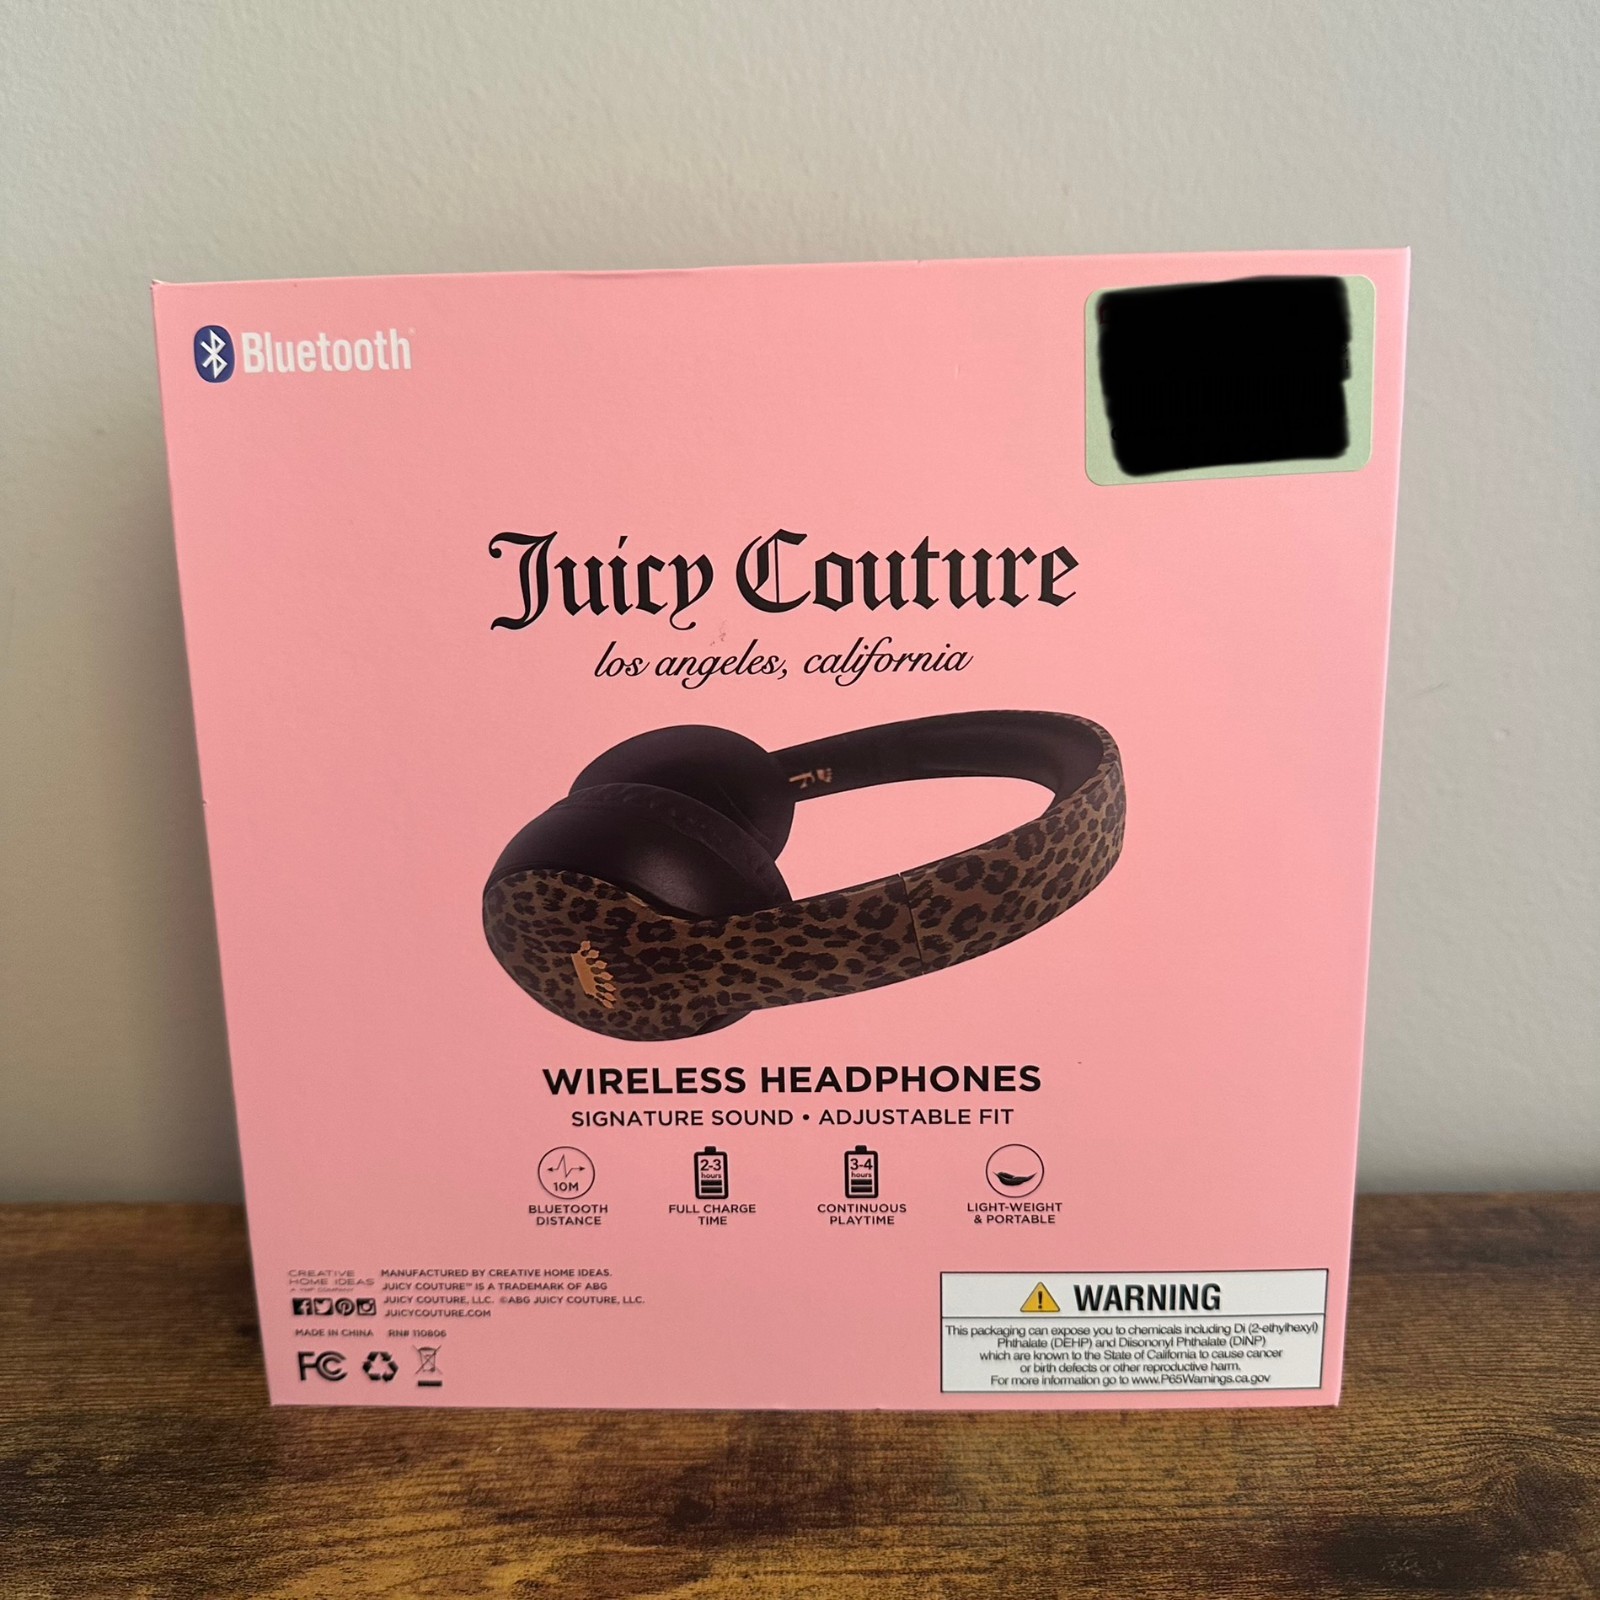 Bluetooth®
Juicy Couture
los angeles, california
WIRELESS HEADPHONES
SIGNATURE SOUND • ADJUSTABLE FIT
10M
BLUETOOTH
DISTANCE
2-3
hours
FULL CHARGE
TIME
3-4
hours
CONTINUOUS
PLAYTIME
LIGHT-WEIGHT
& PORTABLE
CREATIVE
HOME IDEAS
MANUFACTURED BY CREATIVE HOME IDEAS.
JUICY COUTURE™ IS A TRADEMARK OF ABG
JUICY COUTURE, LLC. ©ABG JUICY COUTURE, LLC.
JUICYCOUTURE.COM
MADE IN CHINA RN# 110806
FC
WARNING
This packaging can expose you to chemicals including Di (2-ethylhexyl)
Phthalate (DEHP) and Diisononyl Phthalate (DINP)
which are known to the State of California to cause cancer
or birth defects or other reproductive harm.
For more information go to www.P65Warnings.ca.gov